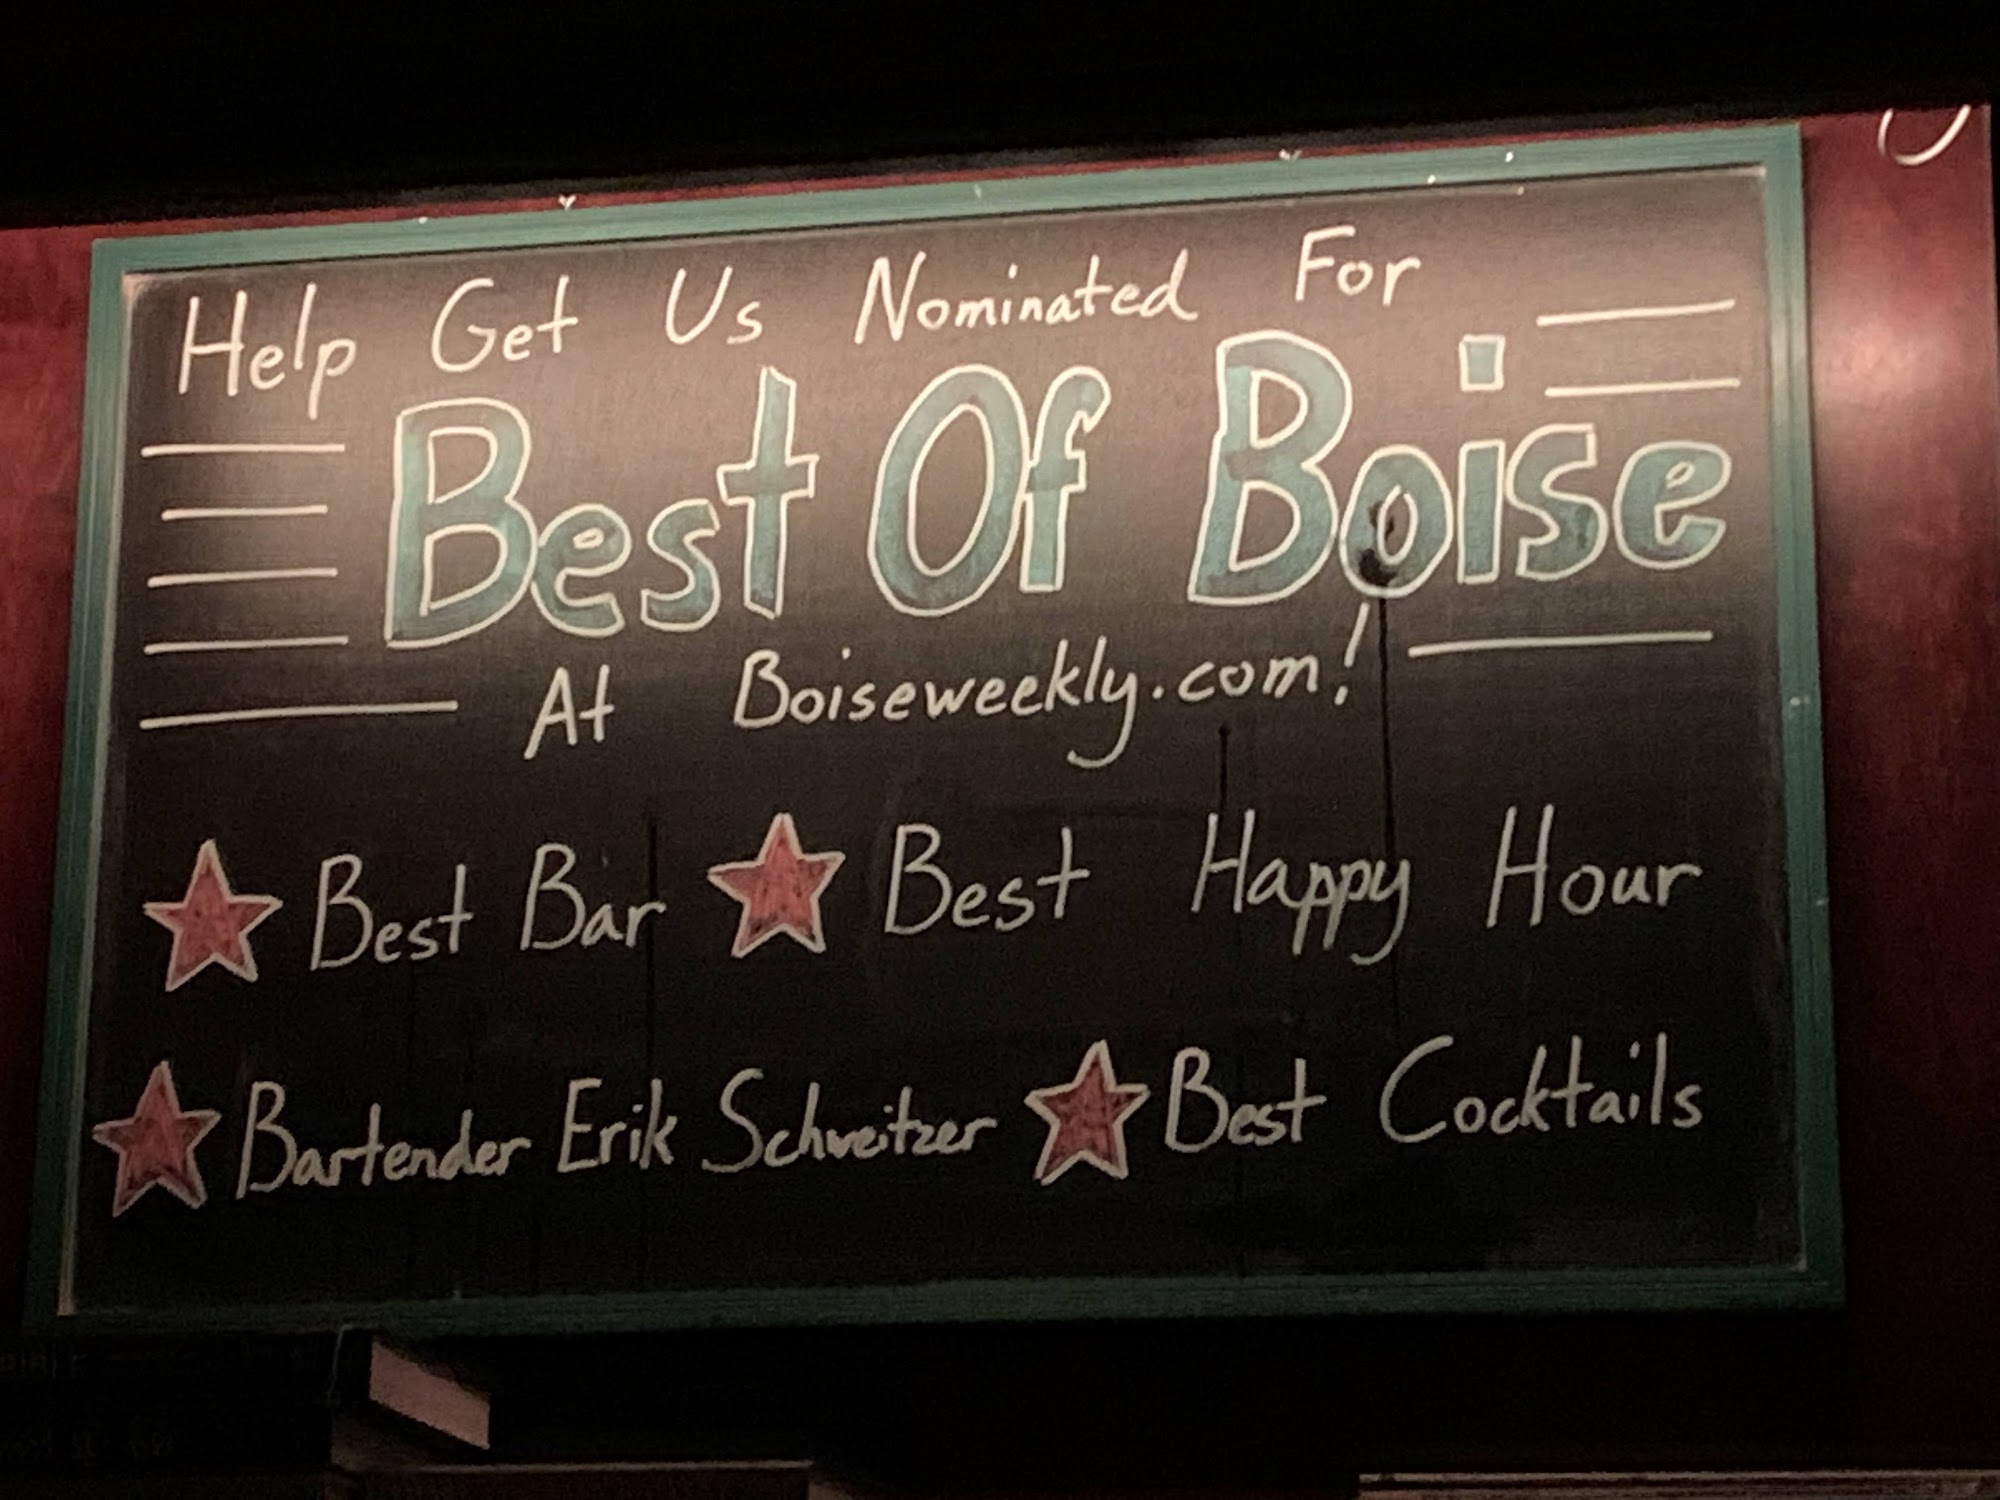 Help Get Us Nominated For
Best Of Boise
At Boiseweekly.com!
Best Bar Best Happy Hour
Bartender Erik Schweitzer Best Cocktails